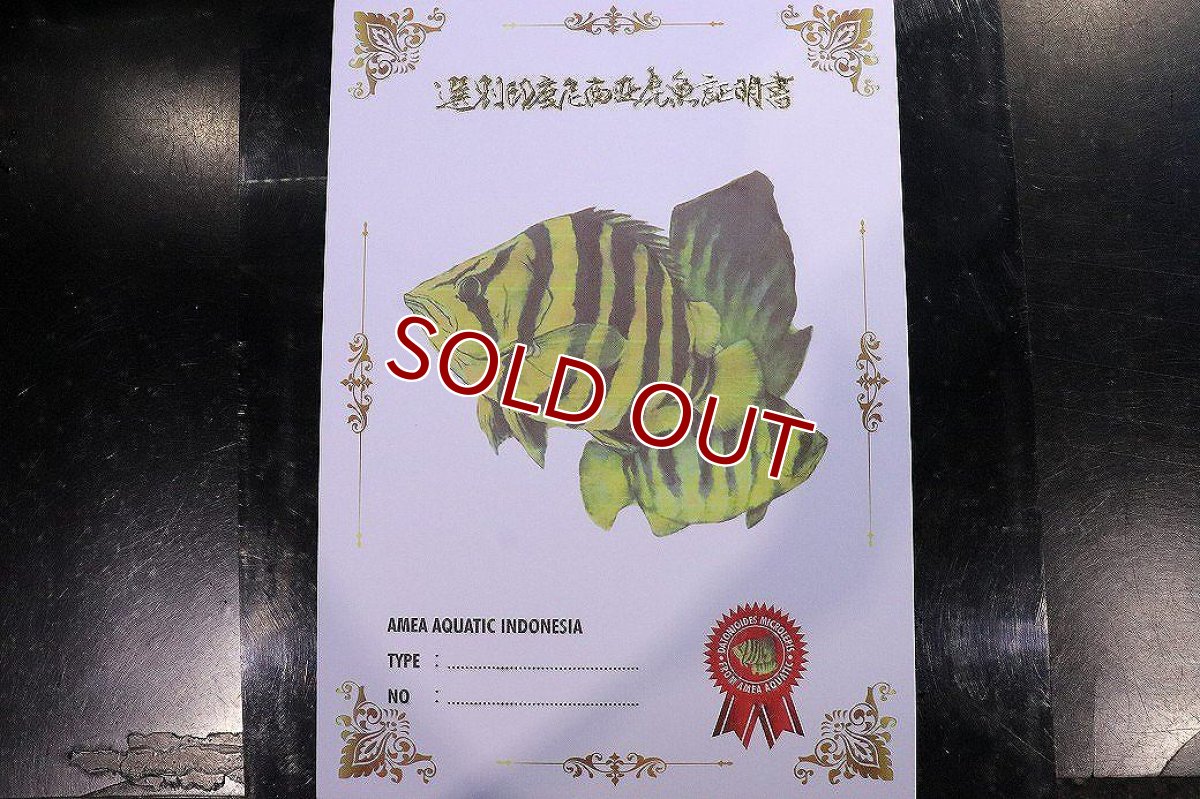 選別印度尼西亜虎魚証明書
SOLD OUT
AMEA AQUATIC INDONESIA
TYPE : ..........................................
NO : ..........................................
DATNIOIDES MICROLEPIS
FROM AMEA AQUATIC